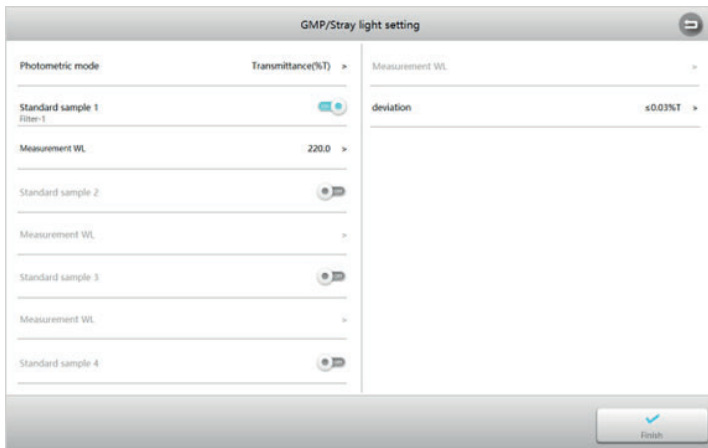 GMP/Stray light setting
Photometric mode Transmittance(%T) >
Standard sample 1
Filter-1
Measurement WL 220.0 >
Standard sample 2
Measurement WL >
Standard sample 3
Measurement WL >
Standard sample 4
Measurement WL >
deviation ≤0.03%T >
Finish